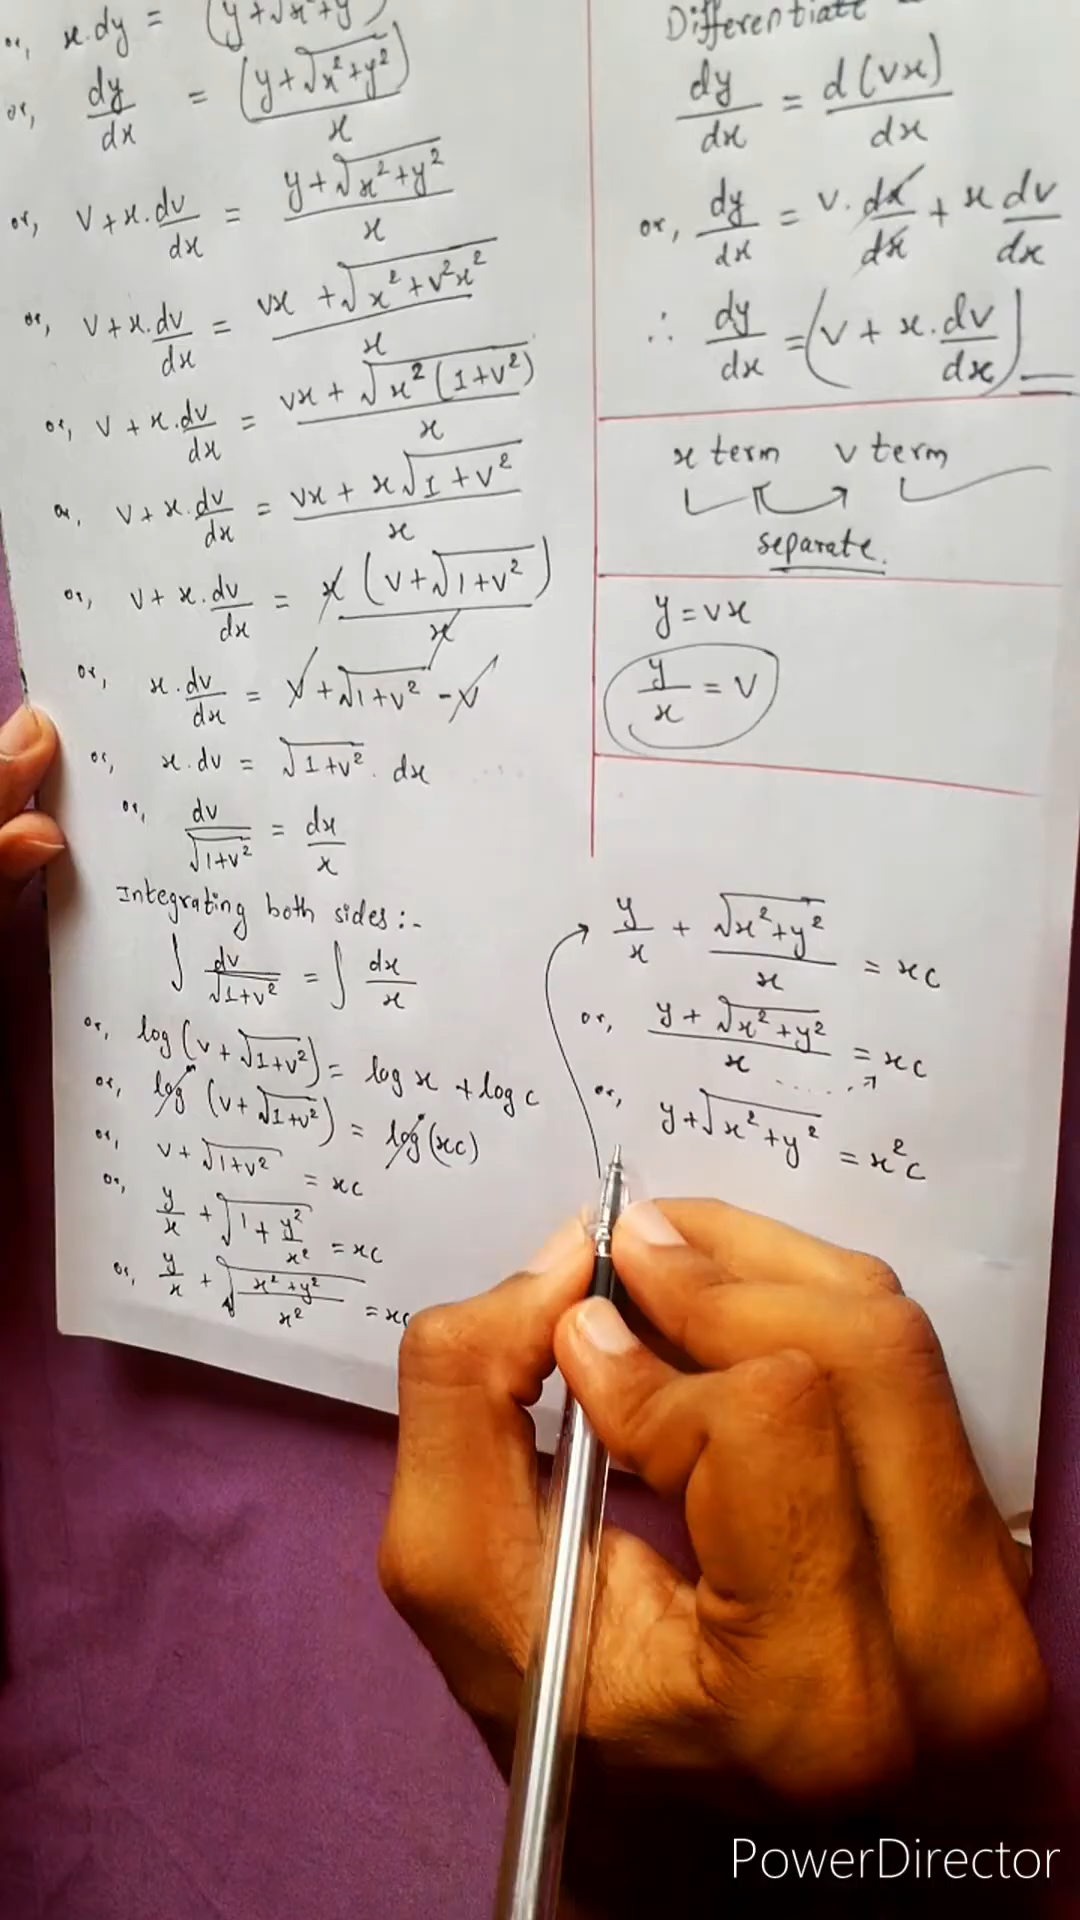 or, x.dy = (y+√x²+y²)
or, dy/dx = (y+√x²+y²)/x
or, v+x.dv/dx = y+√x²+y²/x
or, v+x.dv/dx = vx+√x²+v²x²/x
or, v+x.dv/dx = vx+√x²(1+v²)/x
or, v+x.dv/dx = vx+x√1+v²/x
or, v+x.dv/dx = x(v+√1+v²)/x
or, x.dv/dx = v+√1+v² -v
or, x.dv = √1+v². dx
or, dv/√1+v² = dx/x
Integrating both sides:-
∫ dv/√1+v² = ∫ dx/x
or, log(v+√1+v²) = log x + log c
or, log (v+√1+v²) = log(xc)
or, v+√1+v² = xc
or, y/x + √1+y²/x² = xc
or, y/x + √x²+y²/x² = xc
Differentiate
dy/dx = d(vx)/dx
or, dy/dx = v.dx/dx + x dv/dx
∴ dy/dx = (v + x.dv/dx)
x term v term
separate.
y = vx
y/x = v
y/x + √x²+y²/x = xc
or, y+√x²+y²/x = xc
or, y+√x²+y² = x²c
PowerDirector